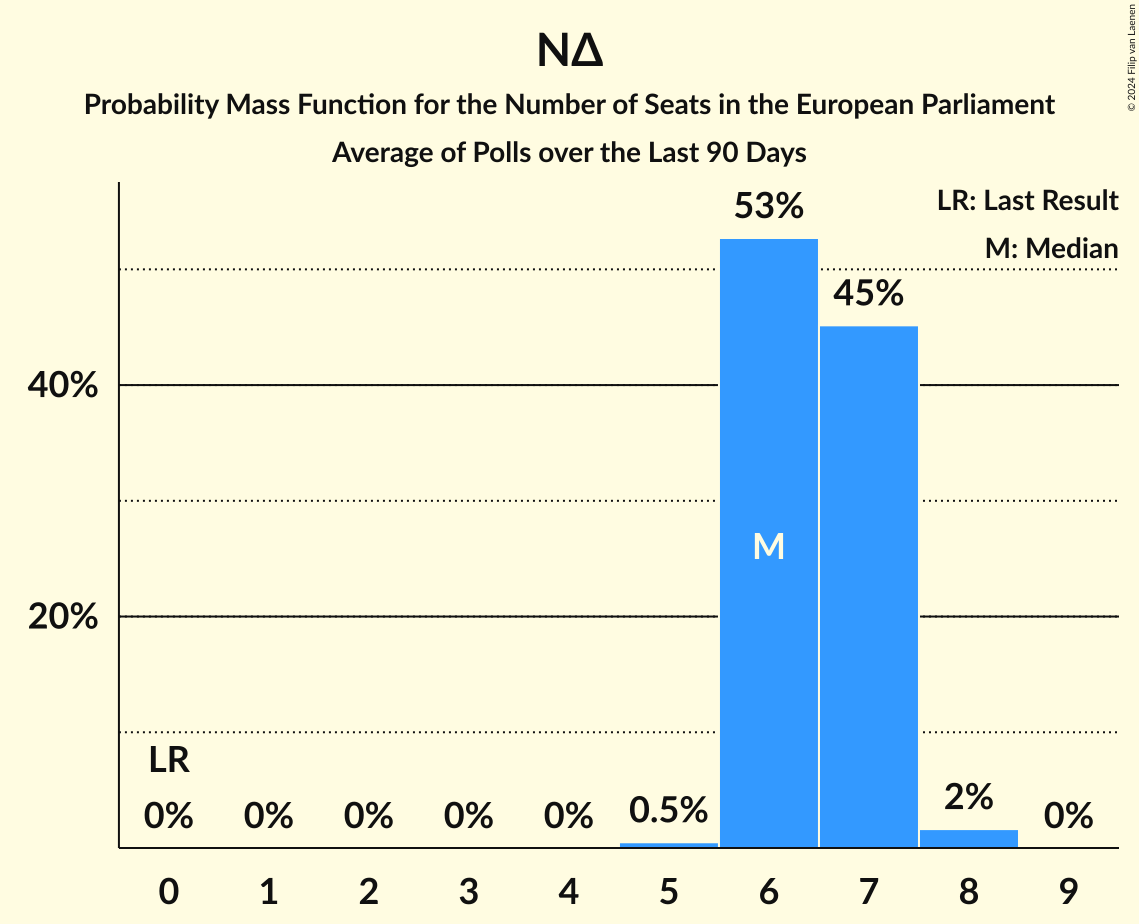 © 2024 Filip van Laenen
ΝΔ
Probability Mass Function for the Number of Seats in the European Parliament
Average of Polls over the Last 90 Days
LR: Last Result
M: Median
53%
45%
40%
M
20%
LR
0% 0% 0% 0% 0% 0.5% 2% 0%
0 1 2 3 4 5 6 7 8 9